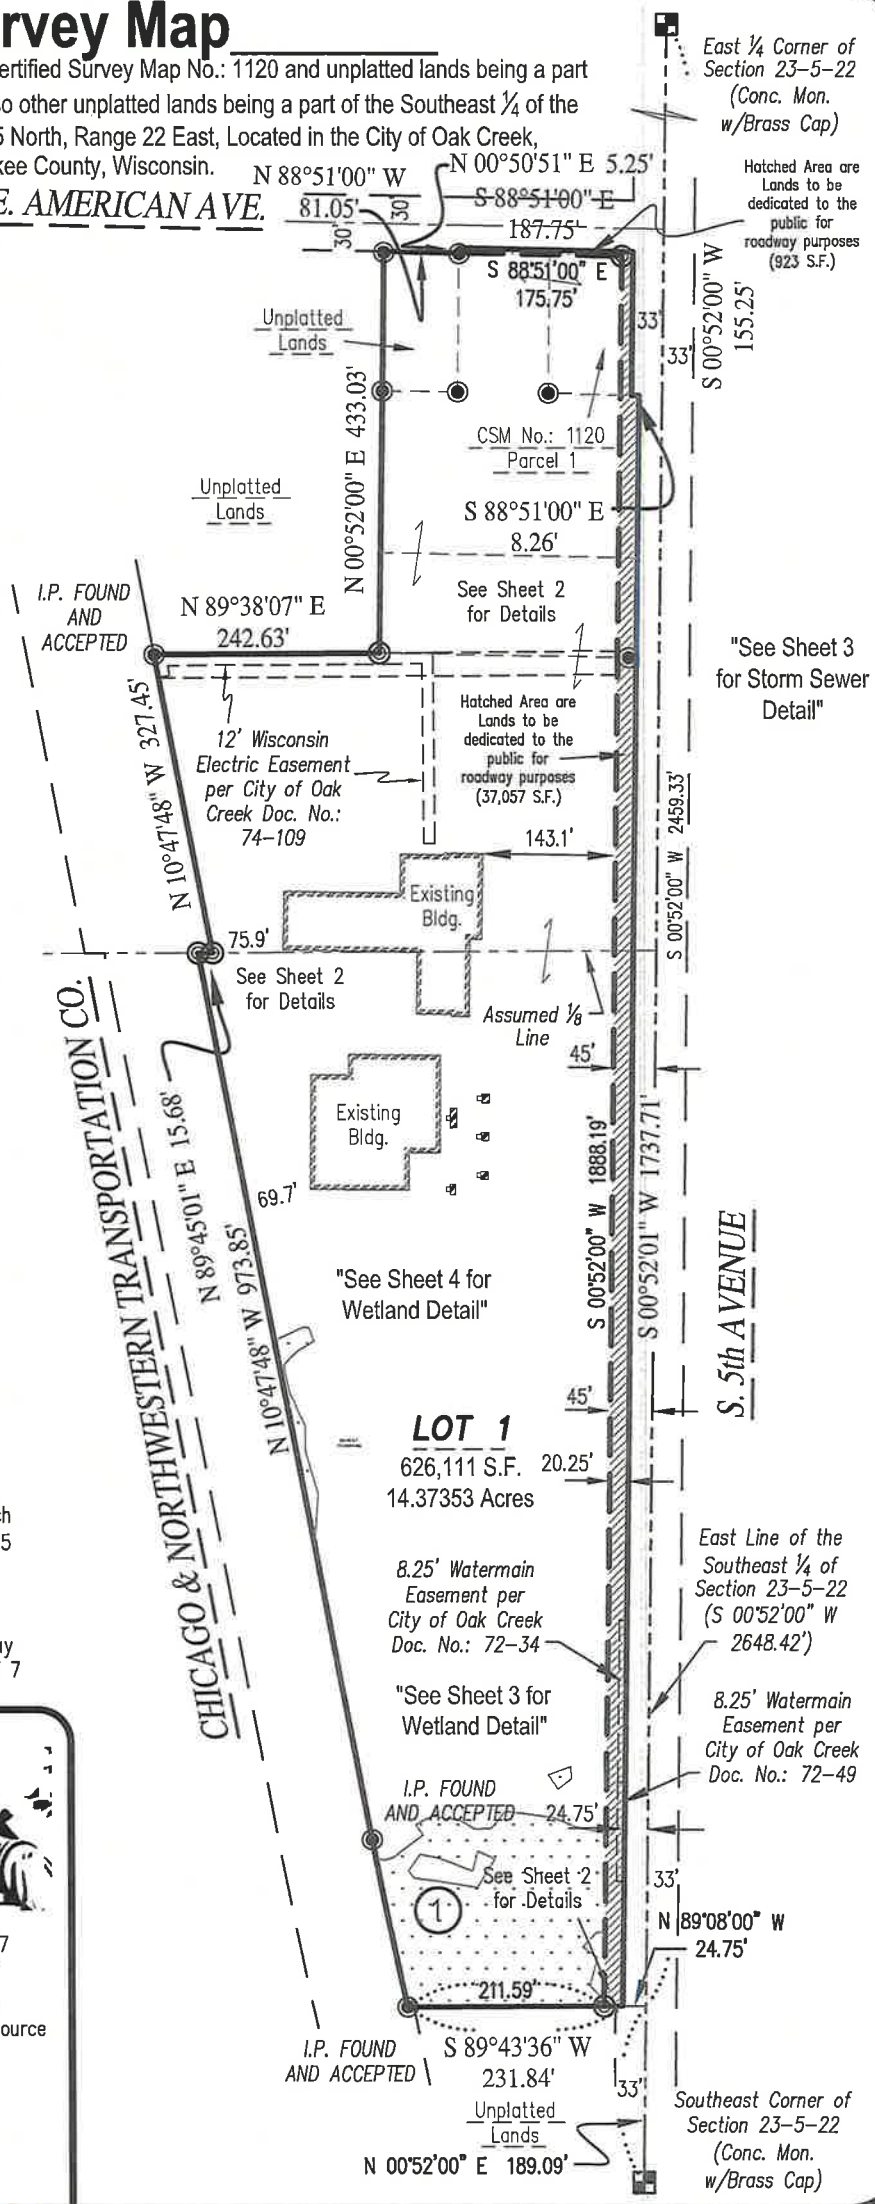 rvey Map
ertified Survey Map No.: 1120 and unplatted lands being a part
o other unplatted lands being a part of the Southeast ¼ of the
5 North, Range 22 East, Located in the City of Oak Creek,
kee County, Wisconsin.
East ¼ Corner of
Section 23-5-22
(Conc. Mon.
w/Brass Cap)
N 88°51'00" W
81.05'
N 00°50'51" E 5.25'
S 88°51'00" E
187.75'
E. AMERICAN AVE.
30'
30'
Hatched Area are
Lands to be
dedicated to the
public for
roadway purposes
(923 S.F.)
S 88°51'00" E
175.75'
S 00°52'00" W
155.25'
33'
33'
Unplatted
Lands
N 00°52'00" E 433.03'
CSM No.: 1120
Parcel 1
Unplatted
Lands
S 88°51'00" E
8.26'
See Sheet 2
for Details
I.P. FOUND
AND
ACCEPTED
N 89°38'07" E
242.63'
"See Sheet 3
for Storm Sewer
Detail"
N 10°47'48" W 327.45'
12' Wisconsin
Electric Easement
per City of Oak
Creek Doc. No.:
74-109
Hatched Area are
Lands to be
dedicated to the
public for
roadway purposes
(37,057 S.F.)
S 00°52'00" W 2459.33'
143.1'
Existing
Bldg.
75.9'
See Sheet 2
for Details
Assumed ⅛
Line
45'
Existing
Bldg.
CHICAGO & NORTHWESTERN TRANSPORTATION CO.
N 89°45'01" E 15.68'
69.7'
N 10°47'48" W 973.85'
S 00°52'00" W 1888.19'
S 00°52'01" W 1737.71'
S. 5th AVENUE
"See Sheet 4 for
Wetland Detail"
45'
LOT 1
626,111 S.F.
14.37353 Acres
20.25'
ch
5
East Line of the
Southeast ¼ of
Section 23-5-22
(S 00°52'00" W
2648.42')
8.25' Watermain
Easement per
City of Oak Creek
Doc. No.: 72-34
ay
7
"See Sheet 3 for
Wetland Detail"
8.25' Watermain
Easement per
City of Oak Creek
Doc. No.: 72-49
I.P. FOUND
AND ACCEPTED
24.75'
See Sheet 2
for Details
1
33'
N 89°08'00" W
24.75'
7
ource
211.59'
S 89°43'36" W
231.84'
I.P. FOUND
AND ACCEPTED
33'
Unplatted
Lands
N 00°52'00" E 189.09'
Southeast Corner of
Section 23-5-22
(Conc. Mon.
w/Brass Cap)